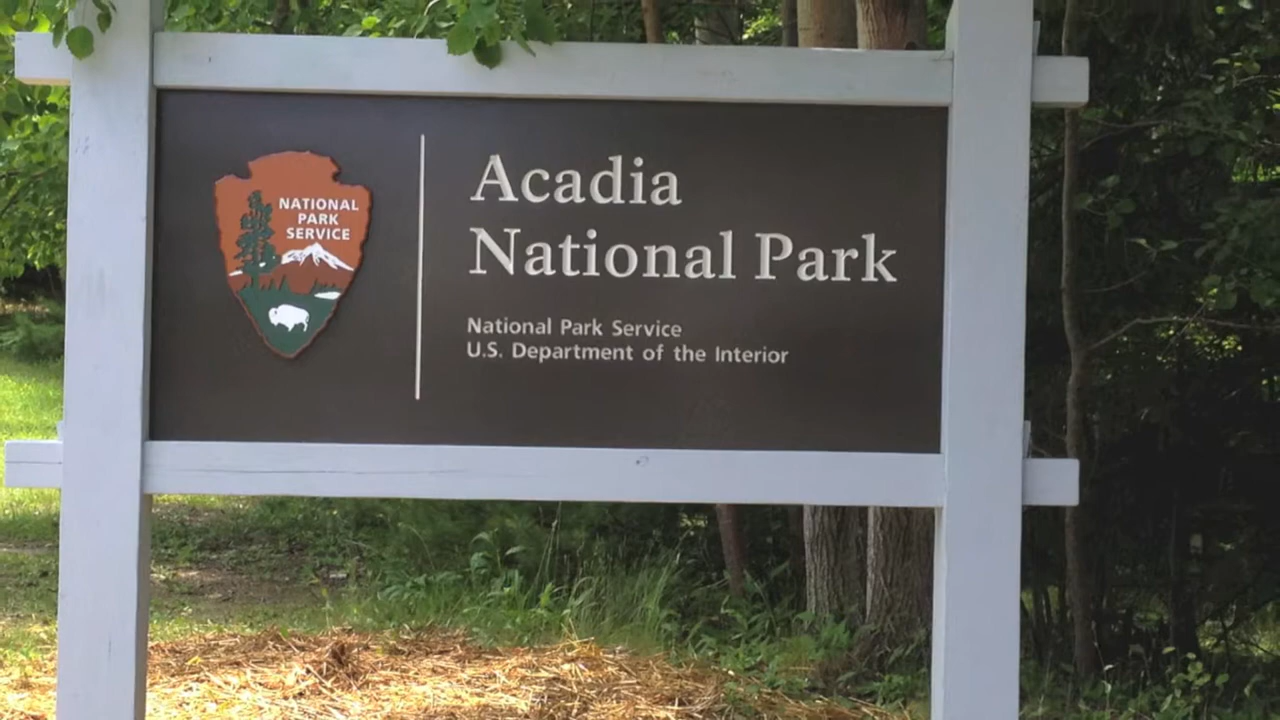 NATIONAL
PARK
SERVICE
Acadia
National Park
National Park Service
U.S. Department of the Interior